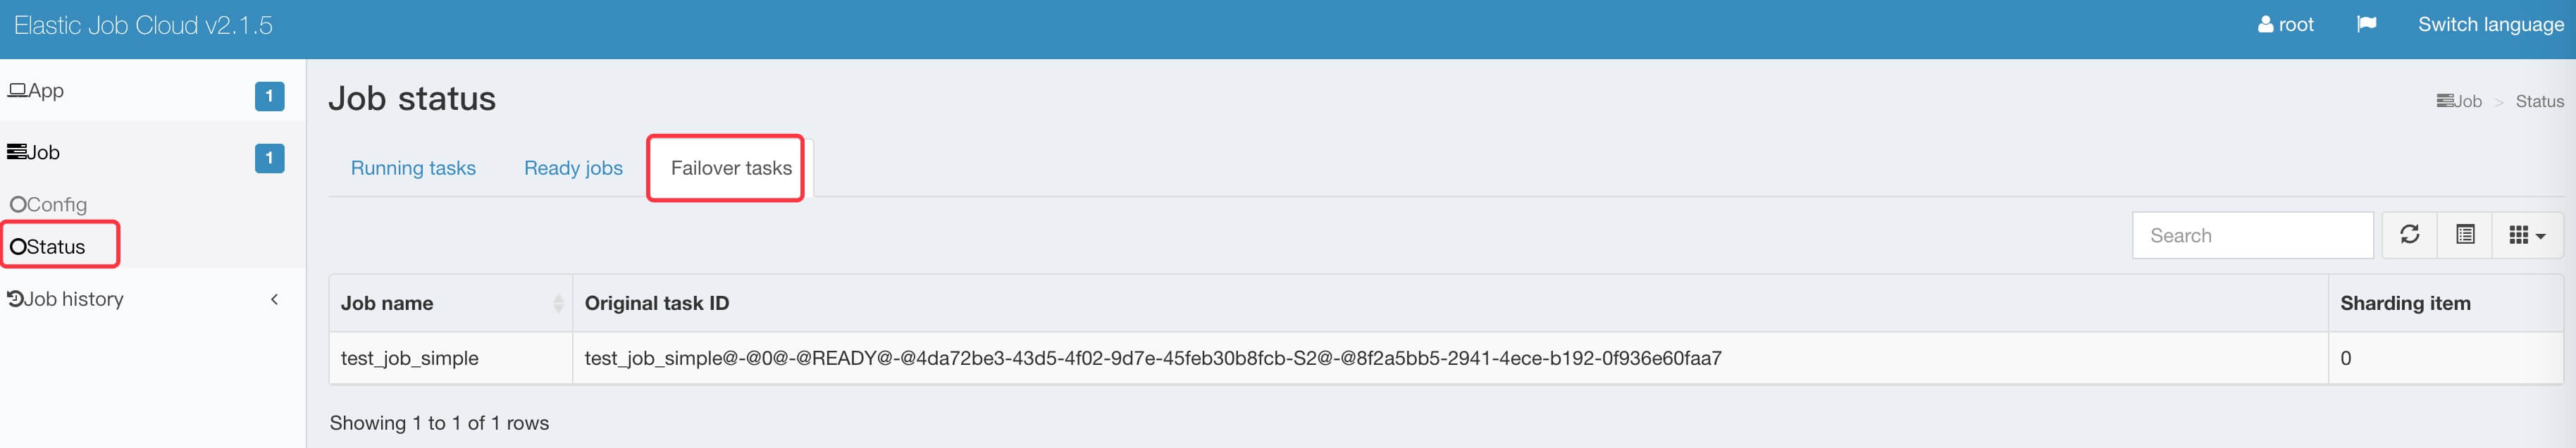 Elastic Job Cloud v2.1.5
root
Switch language
App
1
Job
1
Config
Status
Job history
Job status
Job > Status
Running tasks
Ready jobs
Failover tasks
Search
Job name
Original task ID
Sharding item
test_job_simple
test_job_simple@-@0@-@READY@-@4da72be3-43d5-4f02-9d7e-45feb30b8fcb-S2@-@8f2a5bb5-2941-4ece-b192-0f936e60faa7
0
Showing 1 to 1 of 1 rows